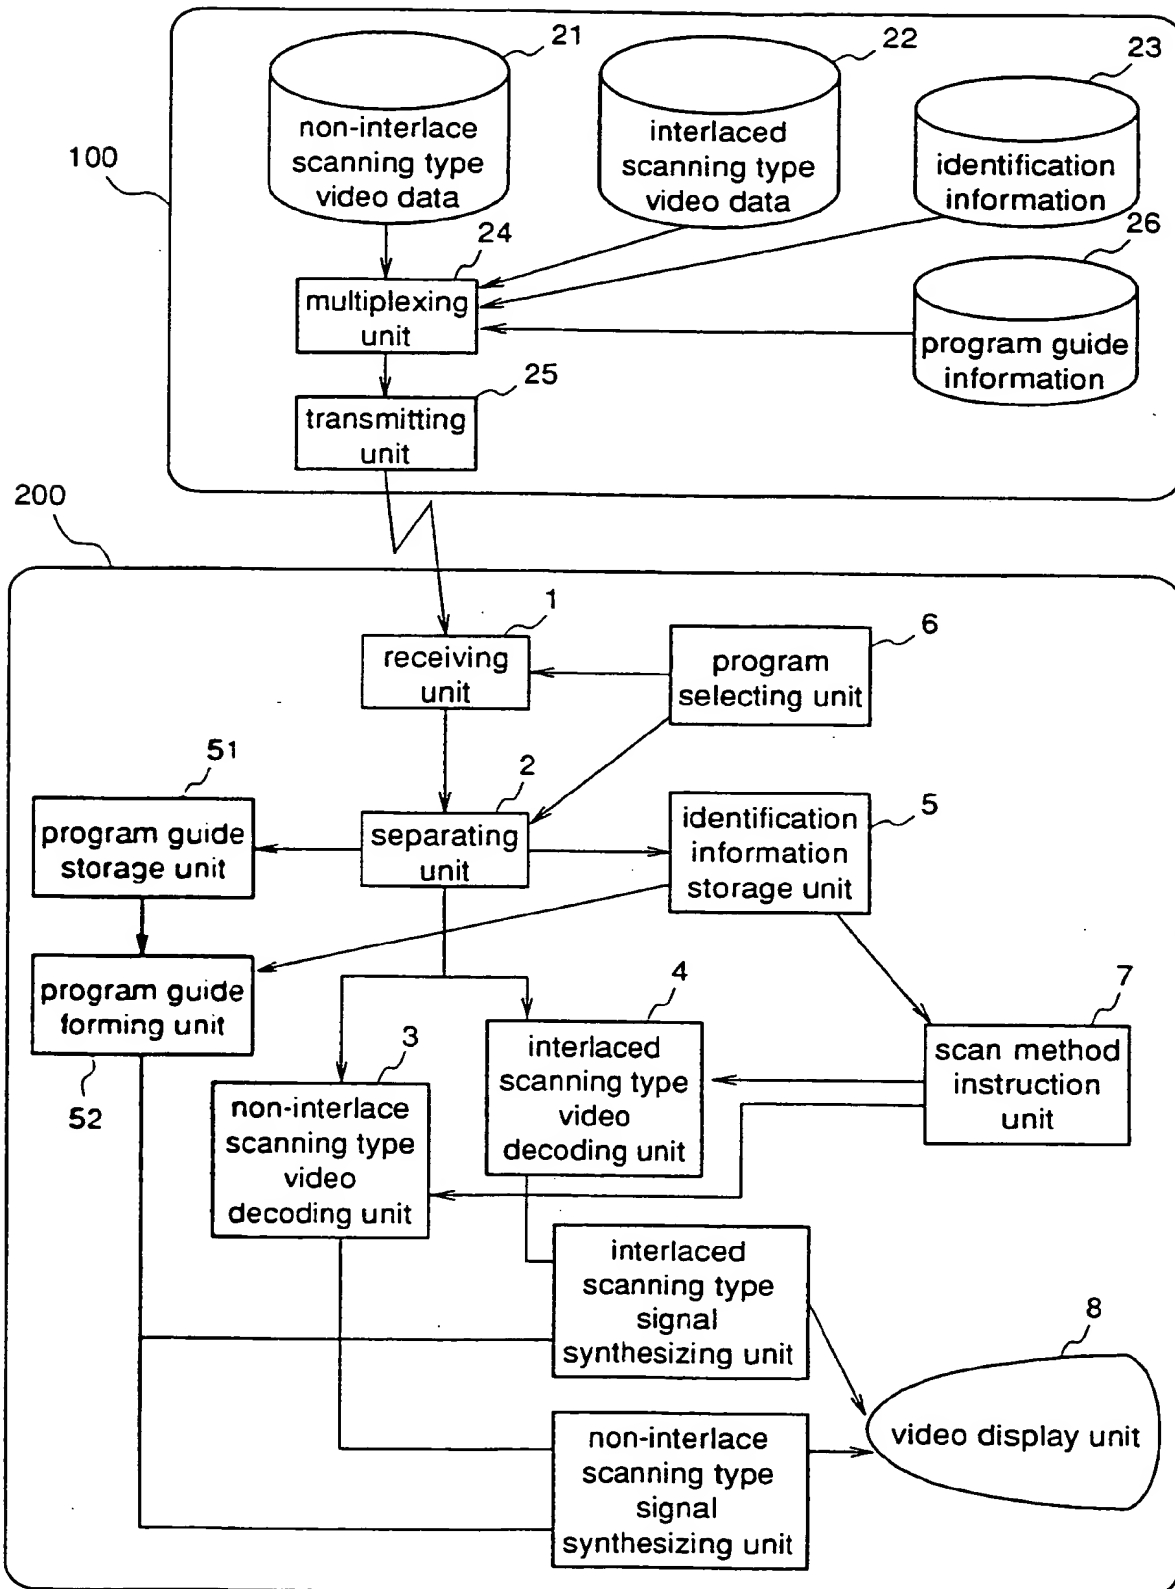 21
22
23
non-interlace
scanning type
video data
interlaced
scanning type
video data
identification
information
100
24
26
multiplexing
unit
program guide
information
25
transmitting
unit
200
1
6
receiving
unit
program
selecting unit
51
2
5
program guide
storage unit
separating
unit
identification
information
storage unit
program guide
forming unit
52
4
7
interlaced
scanning type
video
decoding unit
scan method
instruction
unit
3
non-interlace
scanning type
video
decoding unit
interlaced
scanning type
signal
synthesizing unit
8
video display unit
non-interlace
scanning type
signal
synthesizing unit